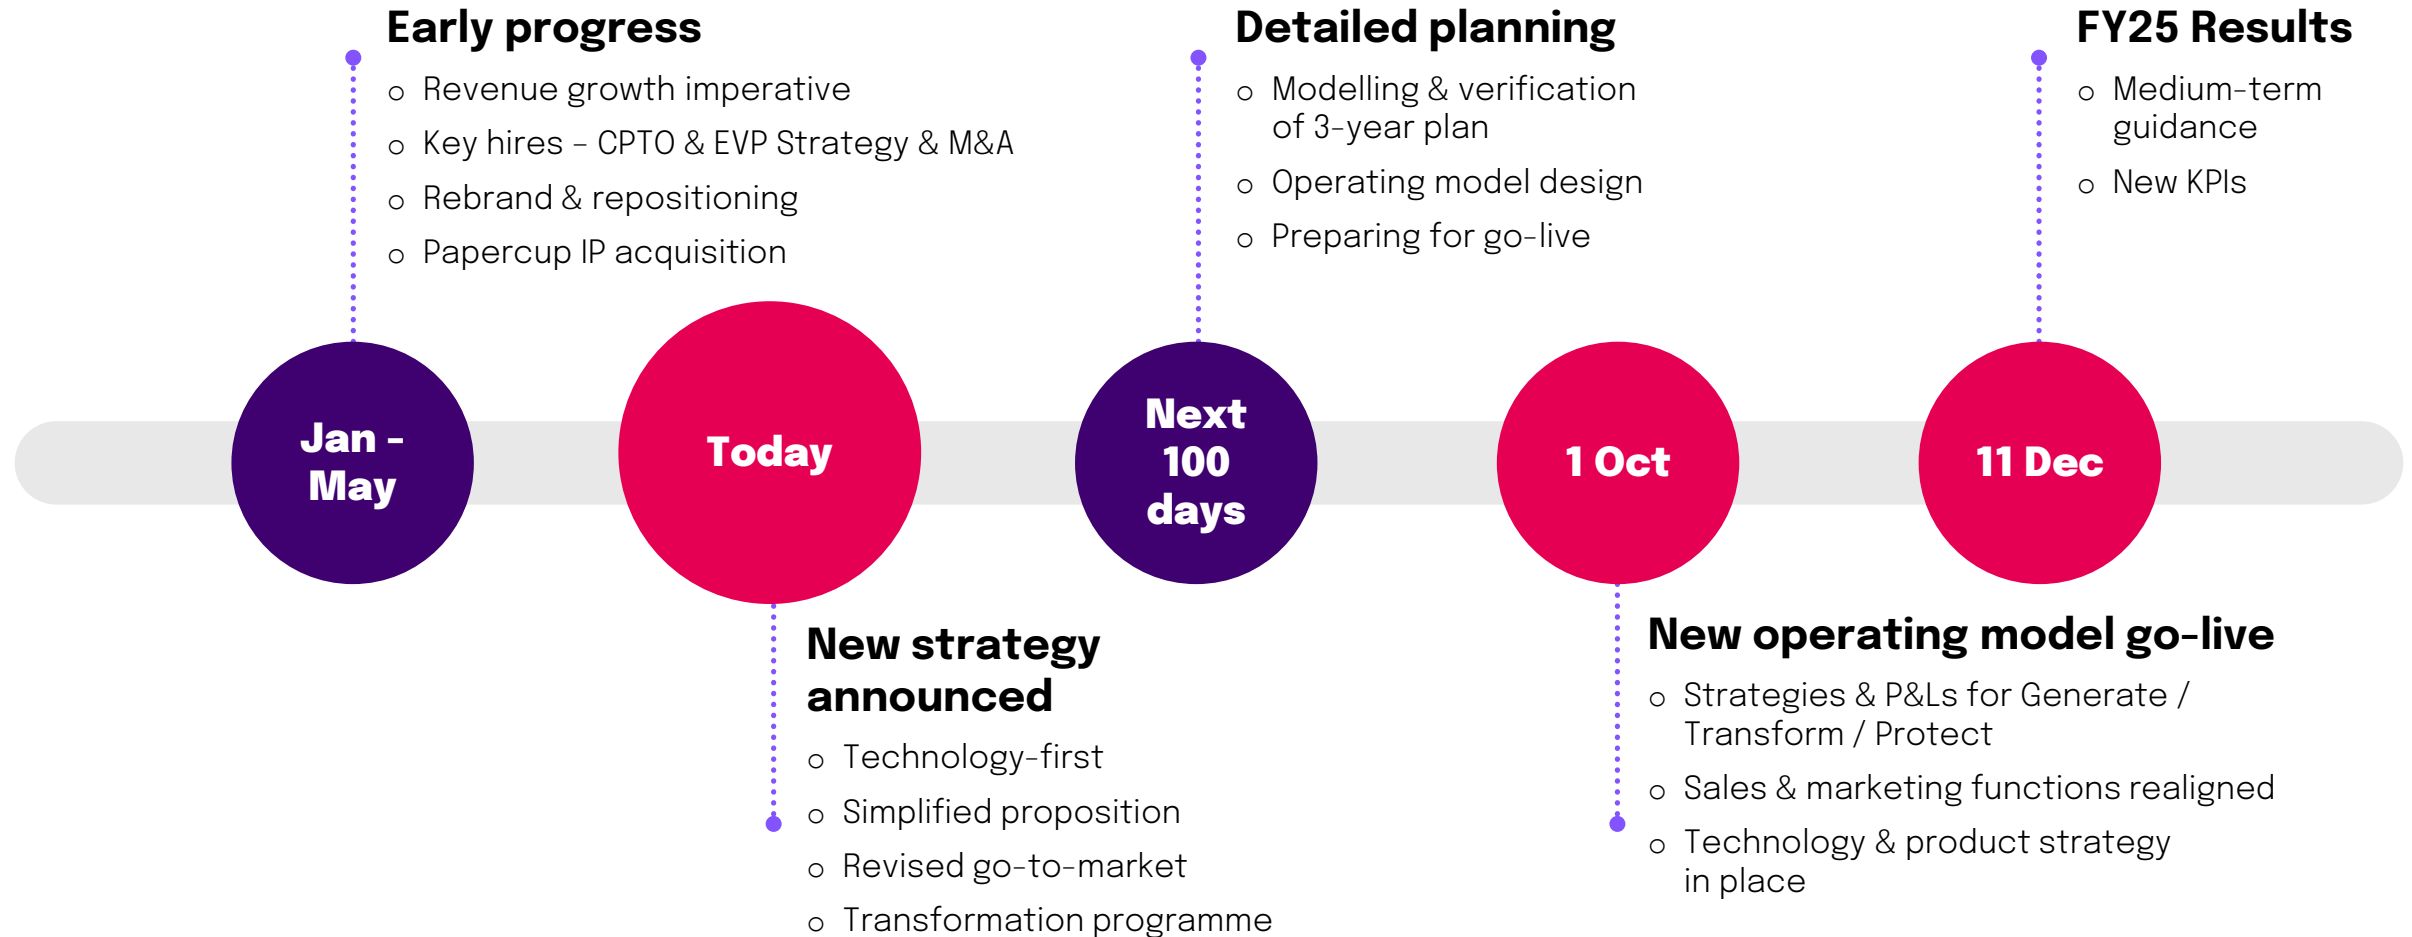 Early progress
Revenue growth imperative
Key hires – CPTO & EVP Strategy & M&A
Rebrand & repositioning
Papercup IP acquisition
Detailed planning
Modelling & verification
of 3-year plan
Operating model design
Preparing for go-live
FY25 Results
Medium-term
guidance
New KPIs
Jan -
May
Today
Next
100
days
1 Oct
11 Dec
New strategy
announced
Technology-first
Simplified proposition
Revised go-to-market
Transformation programme
New operating model go-live
Strategies & P&Ls for Generate /
Transform / Protect
Sales & marketing functions realigned
Technology & product strategy
in place